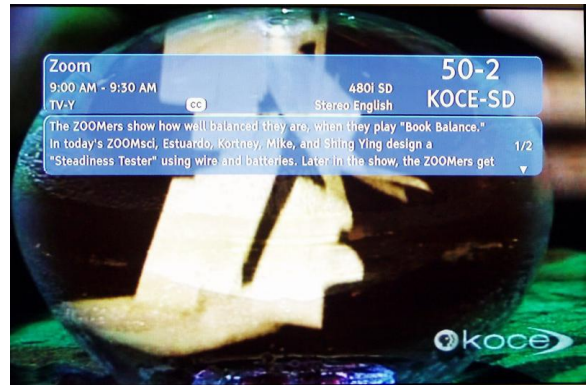 Zoom
50-2
9:00 AM - 9:30 AM
480i SD
KOCE-SD
TV-Y
CC
Stereo English
The ZOOMers show how well balanced they are, when they play "Book Balance."
In today's ZOOMsci, Estuardo, Kortney, Mike, and Shing Ying design a
1/2
"Steadiness Tester" using wire and batteries. Later in the show, the ZOOMers get
koce